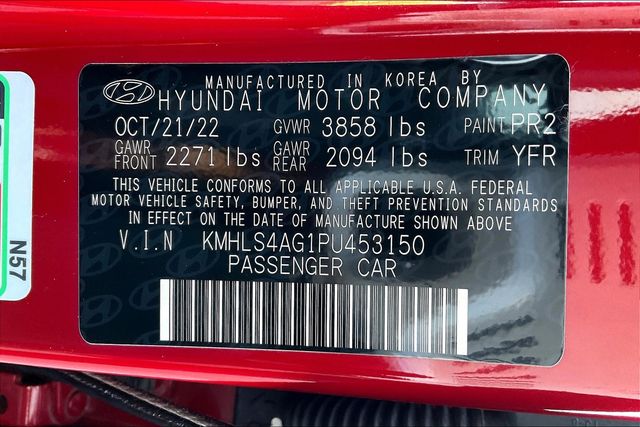 MANUFACTURED IN KOREA BY
HYUNDAI MOTOR COMPANY
OCT/21/22 GVWR 3858 lbs PAINT PR2
GAWR FRONT 2271 lbs GAWR REAR 2094 lbs TRIM YFR
THIS VEHICLE CONFORMS TO ALL APPLICABLE U.S.A. FEDERAL
MOTOR VEHICLE SAFETY, BUMPER, AND THEFT PREVENTION STANDARDS
IN EFFECT ON THE DATE OF MANUFACTURE SHOWN ABOVE
V.I.N KMHLS4AG1PU453150
PASSENGER CAR
N57